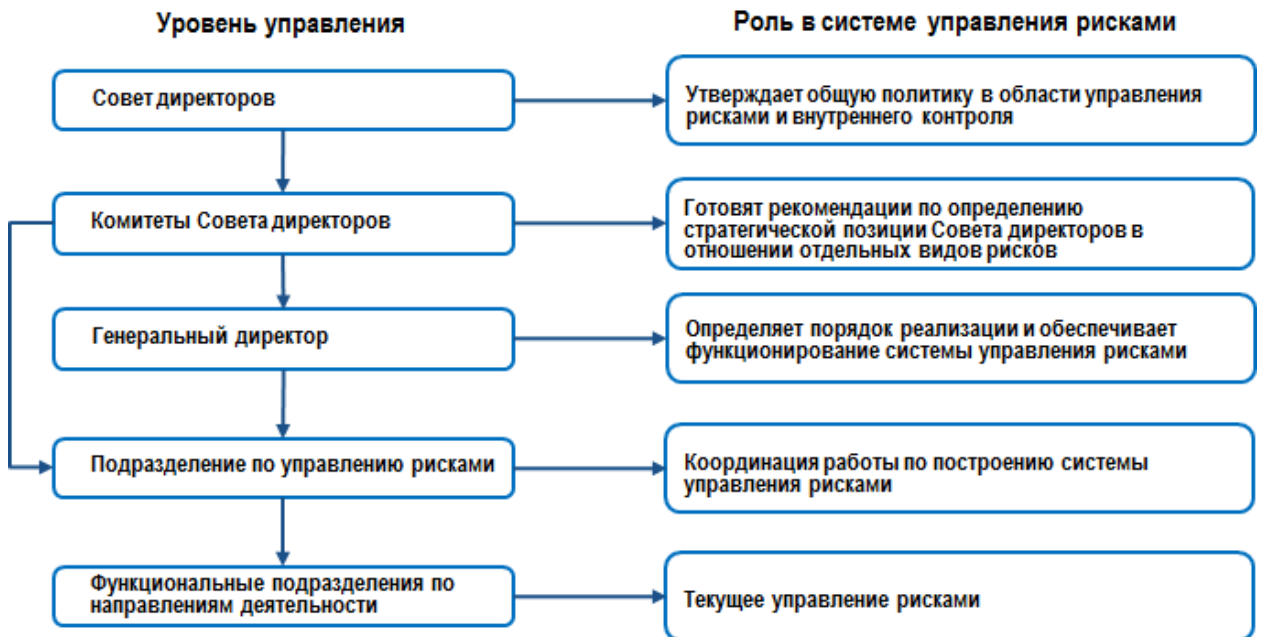 Уровень управления
Роль в системе управления рисками
Совет директоров
Утверждает общую политику в области управления
рисками и внутреннего контроля
Комитеты Совета директоров
Готовят рекомендации по определению
стратегической позиции Совета директоров в
отношении отдельных видов рисков
Генеральный директор
Определяет порядок реализации и обеспечивает
функционирование системы управления рисками
Подразделение по управлению рисками
Координация работы по построению системы
управления рисками
Функциональные подразделения по
направлениям деятельности
Текущее управление рисками